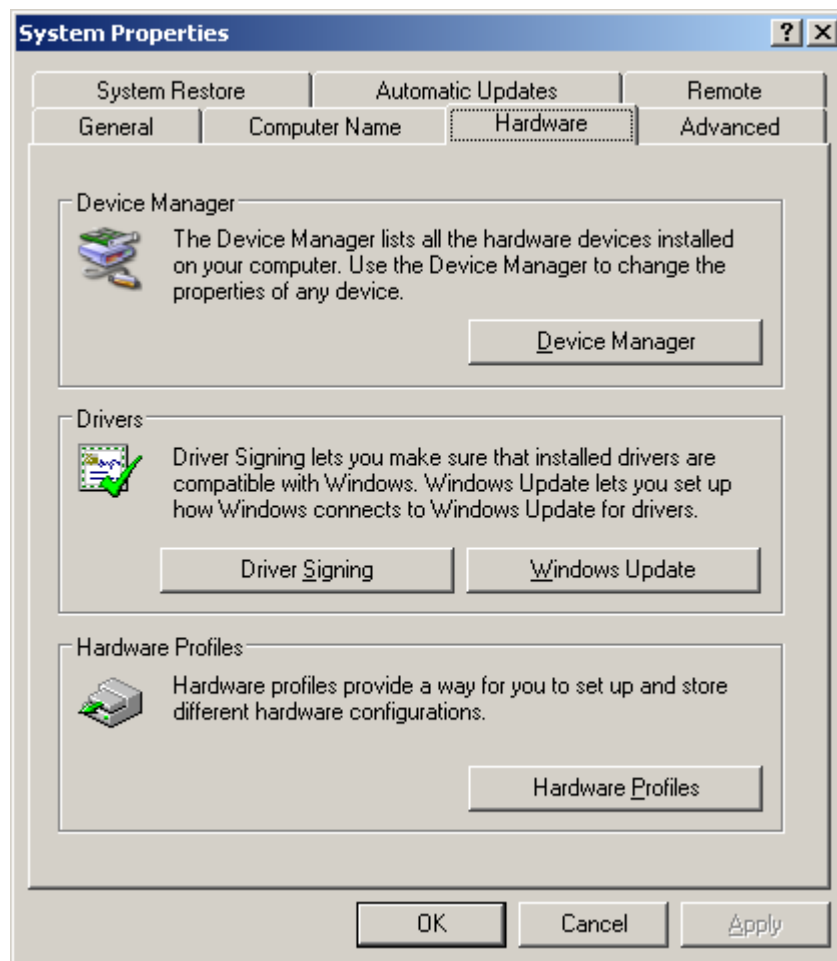 System Properties
System Restore
Automatic Updates
Remote
General
Computer Name
Hardware
Advanced
Device Manager
The Device Manager lists all the hardware devices installed
on your computer. Use the Device Manager to change the
properties of any device.
Device Manager
Drivers
Driver Signing lets you make sure that installed drivers are
compatible with Windows. Windows Update lets you set up
how Windows connects to Windows Update for drivers.
Driver Signing
Windows Update
Hardware Profiles
Hardware profiles provide a way for you to set up and store
different hardware configurations.
Hardware Profiles
OK
Cancel
Apply